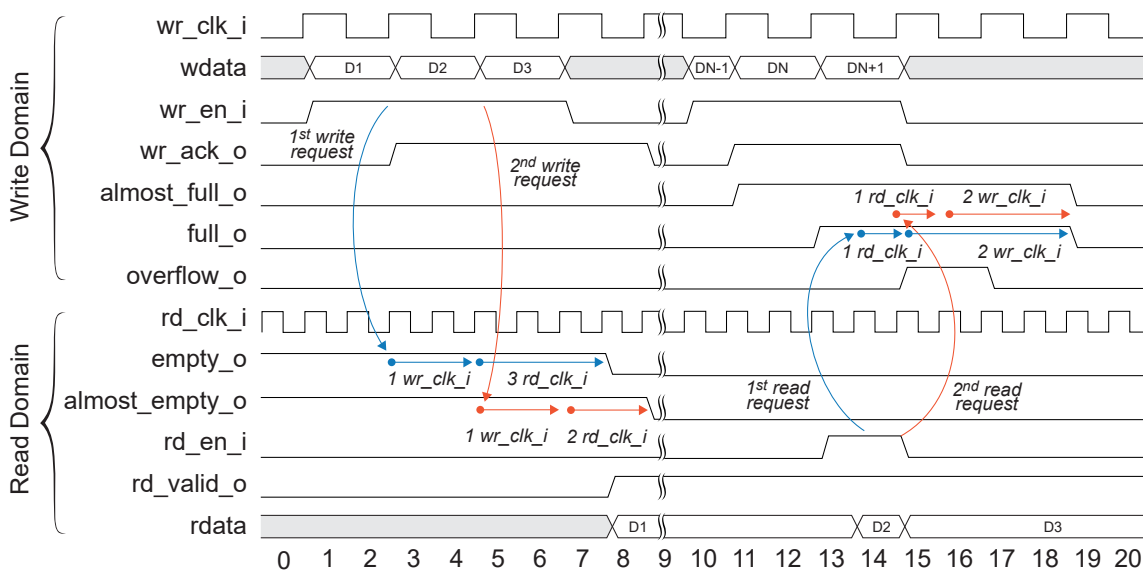 Write Domain
wr_clk_i
wdata
D1 D2 D3 DN-1 DN DN+1
wr_en_i
1st write
request
wr_ack_o
2nd write
request
almost_full_o
1 rd_clk_i 2 wr_clk_i
full_o
1 rd_clk_i 2 wr_clk_i
overflow_o
Read Domain
rd_clk_i
empty_o
1 wr_clk_i 3 rd_clk_i
1st read
request
2nd read
request
almost_empty_o
1 wr_clk_i 2 rd_clk_i
rd_en_i
rd_valid_o
rdata
D1 D2 D3
0 1 2 3 4 5 6 7 8 9 10 11 12 13 14 15 16 17 18 19 20